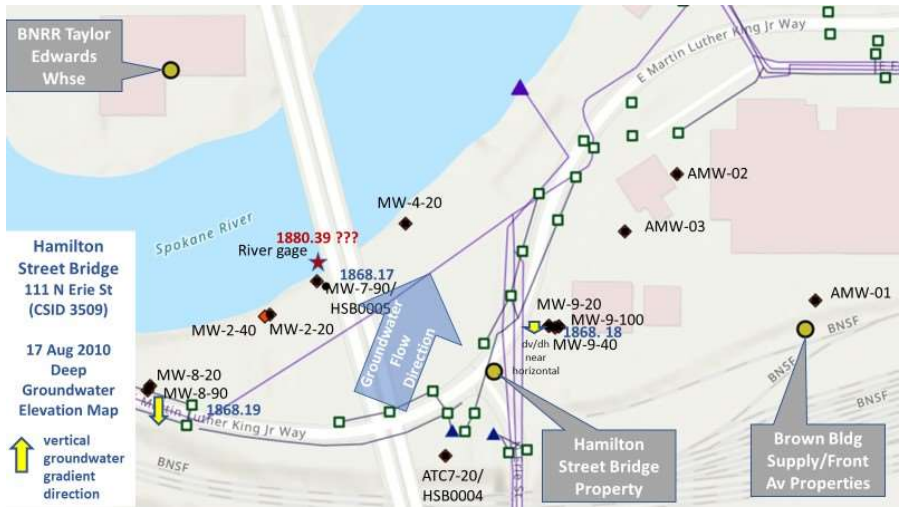 BNRR Taylor
Edwards
Whse
E Martin Luther King Jr Way
E F
AMW-02
MW-4-20
AMW-03
Spokane River
1880.39 ???
River gage
1868.17
MW-7-90/
HSB0005
AMW-01
BNSF
BNSF
BNSF
BNSF
MW-2-40
MW-2-20
Groundwater
Flow
Direction
MW-9-20
MW-9-100
1868. 18
MW-9-40
dv/dh
near
horizontal
Hamilton
Street Bridge
111 N Erie St
(CSID 3509)
17 Aug 2010
Deep
Groundwater
Elevation Map
vertical
groundwater
gradient
direction
MW-8-20
MW-8-90
1868.19
Martin Luther King Jr Way
BNSF
ATC7-20/
HSB0004
Hamilton
Street Bridge
Property
Brown Bldg
Supply/Front
Av Properties